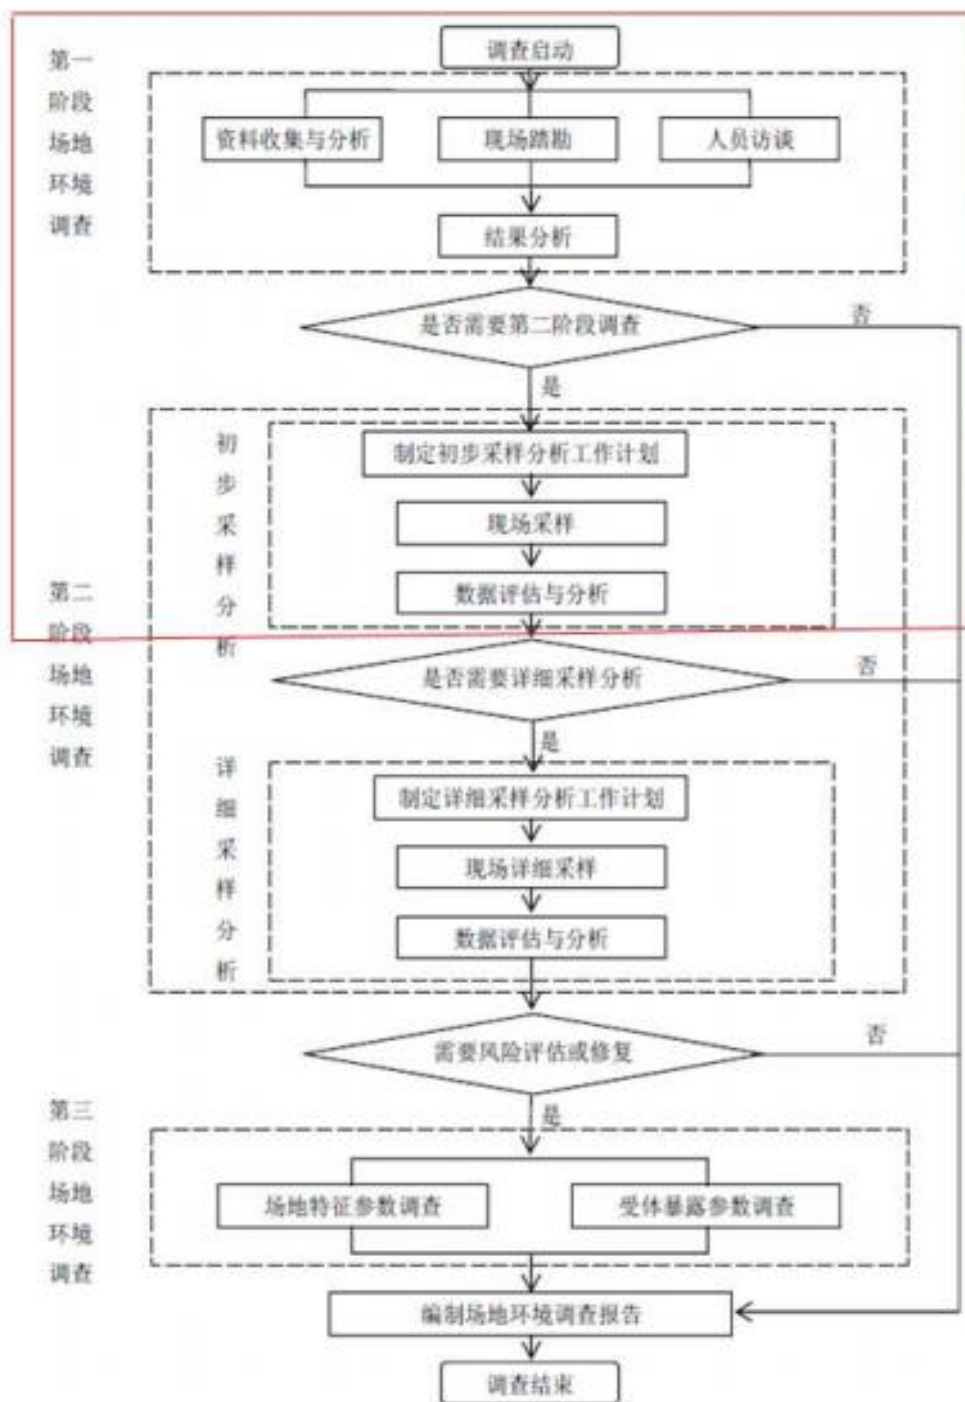 调查启动
第一
阶段
场地
环境
调查
资料收集与分析
现场踏勘
人员访谈
结果分析
是否需要第二阶段调查
否
是
第二
阶段
场地
环境
调查
初
步
采
样
分
析
制定初步采样分析工作计划
现场采样
数据评估与分析
是否需要详细采样分析
否
是
详
细
采
样
分
析
制定详细采样分析工作计划
现场详细采样
数据评估与分析
需要风险评估或修复
否
是
第三
阶段
场地
环境
调查
场地特征参数调查
受体暴露参数调查
编制场地环境调查报告
调查结束